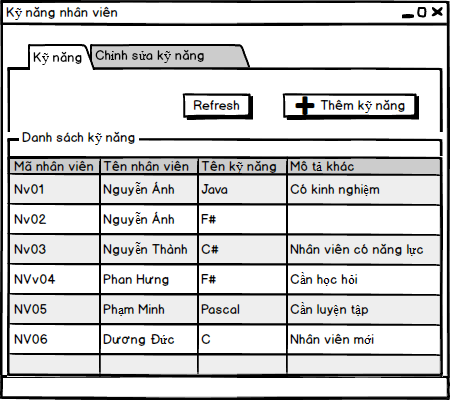 Kỹ năng nhân viên
Kỹ năng Chỉnh sửa kỹ năng
Refresh Thêm kỹ năng
Danh sách kỹ năng
Mã nhân viên Tên nhân viên Tên kỹ năng Mô tả khác
Nv01 Nguyễn Ánh Java Có kinh nghiệm
Nv02 Nguyễn Ánh F#
Nv03 Nguyễn Thành C# Nhân viên có năng lực
NVv04 Phan Hưng F# Cần học hỏi
NV05 Phạm Minh Pascal Cần luyện tập
NV06 Dương Đức C Nhân viên mới